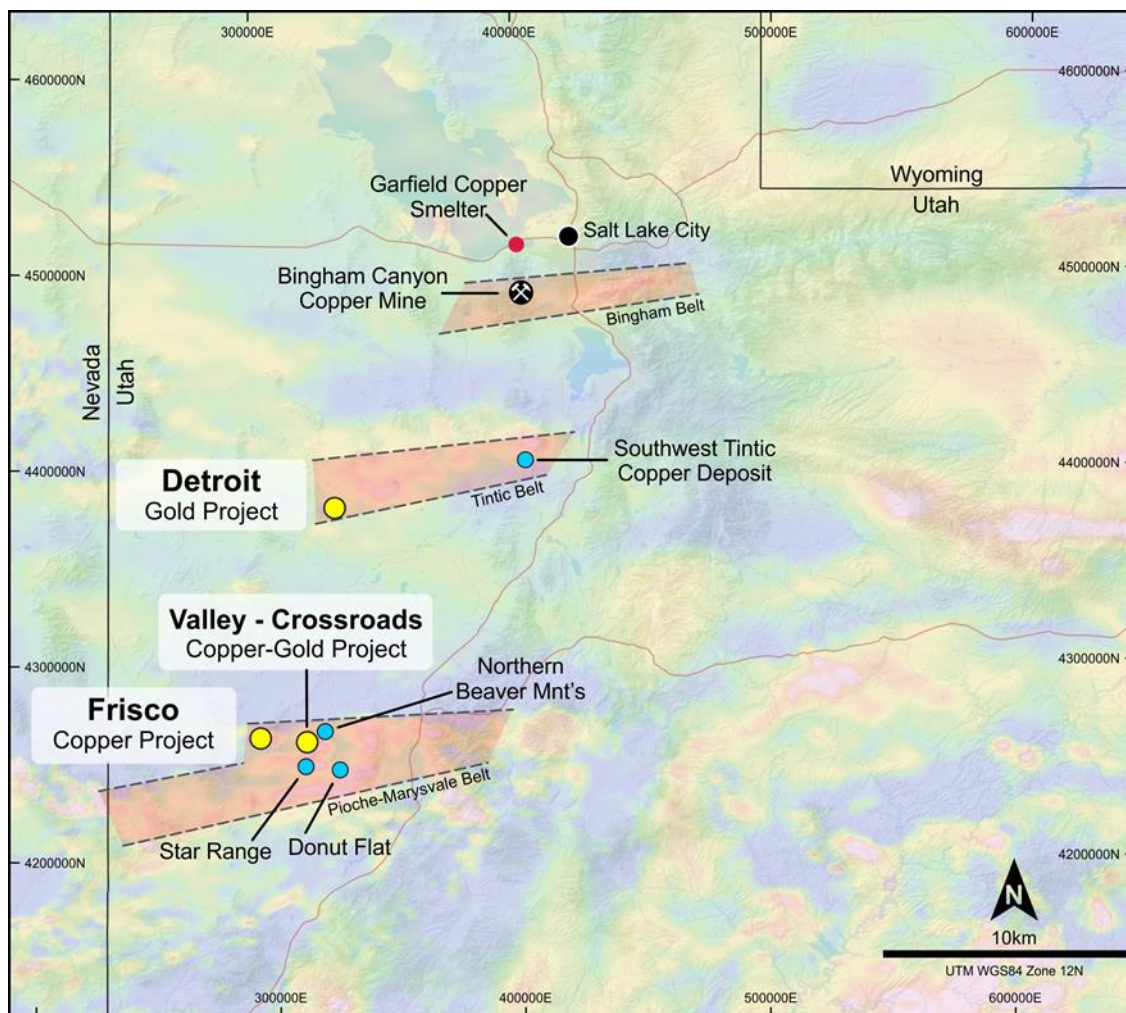 300000E
400000E
500000E
600000E
4600000N
4600000N
Wyoming
Utah
Garfield Copper
Smelter
Salt Lake City
4500000N
4500000N
Bingham Canyon
Copper Mine
Bingham Belt
Nevada
Utah
Southwest Tintic
Copper Deposit
4400000N
4400000N
Detroit
Gold Project
Tintic Belt
Valley - Crossroads
Copper-Gold Project
4300000N
4300000N
Northern
Beaver Mnt's
Frisco
Copper Project
Pioche-Marysvale Belt
Star Range
Donut Flat
4200000N
4200000N
N
10km
UTM WGS84 Zone 12N
300000E
400000E
500000E
600000E